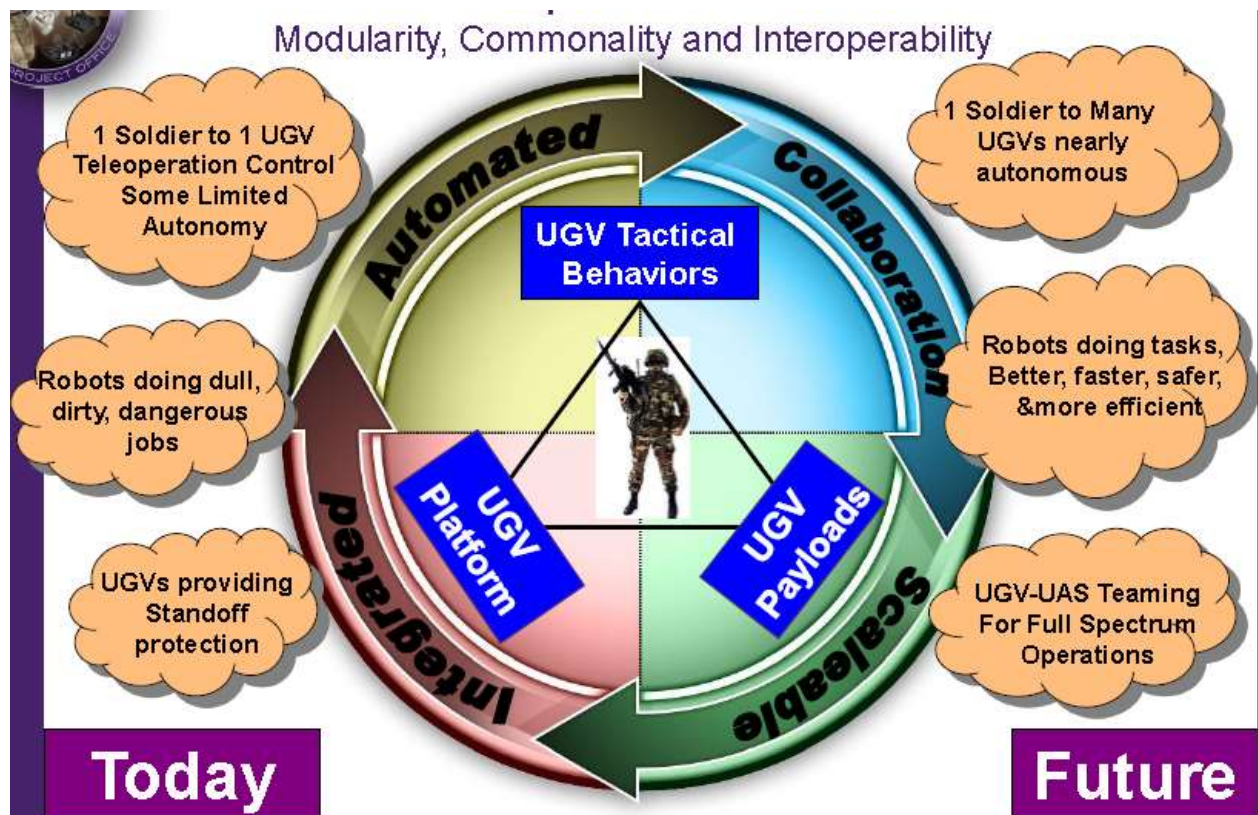 Modularity, Commonality and Interoperability
PROJECT OFFICE
1 Soldier to 1 UGV
Teleoperation Control
Some Limited
Autonomy
Robots doing dull,
dirty, dangerous
jobs
UGVs providing
Standoff
protection
Today
Automated
Collaboration
Scaleable
Integrated
UGV Tactical
Behaviors
UGV
Platform
UGV
Payloads
1 Soldier to Many
UGVs nearly
autonomous
Robots doing tasks,
Better, faster, safer,
&more efficient
UGV-UAS Teaming
For Full Spectrum
Operations
Future